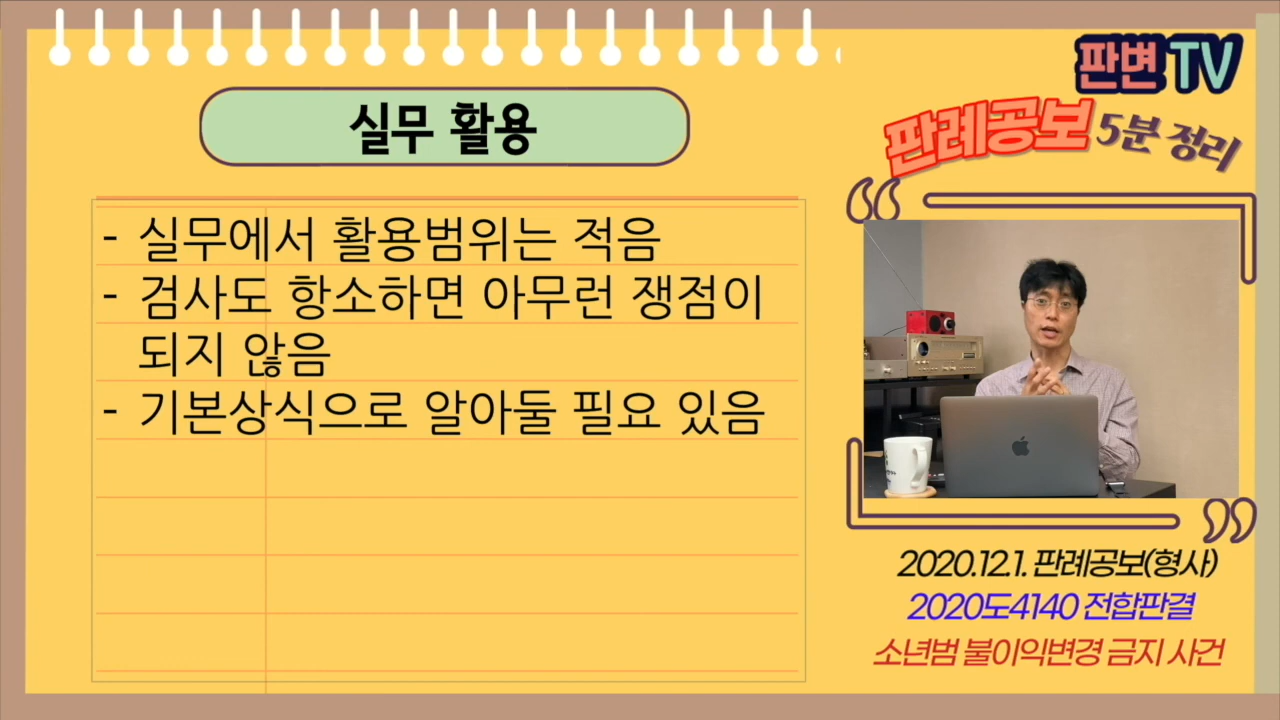 판변 TV
판례공보 5분 정리
실무 활용
- 실무에서 활용범위는 적음
- 검사도 항소하면 아무런 쟁점이
되지 않음
- 기본상식으로 알아둘 필요 있음
2020.12.1. 판례공보(형사)
2020도4140 전합판결
소년범 불이익변경 금지 사건